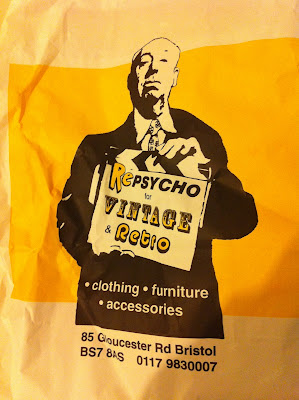 RePSYCHO
for
VINTAGE
& Retro
• clothing • furniture
• accessories
85 Gloucester Rd Bristol
BS7 8AS 0117 9830007